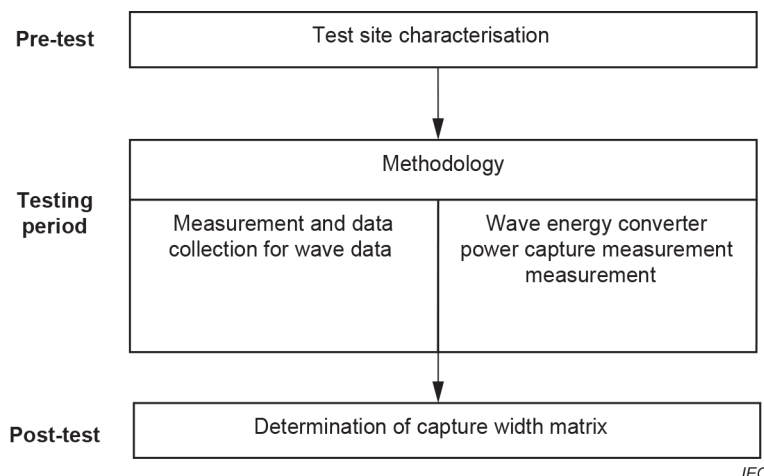 Pre-test
Test site characterisation
Methodology
Testing
period
Measurement and data
collection for wave data
Wave energy converter
power capture measurement
measurement
Post-test
Determination of capture width matrix
IEC